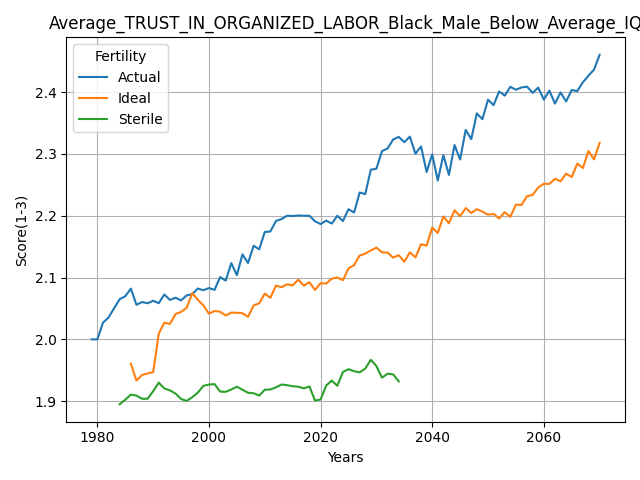 Average_TRUST_IN_ORGANIZED_LABOR_Black_Male_Below_Average_IQ
Fertility
Actual
Ideal
Sterile
Score(1-3)
2.4
2.3
2.2
2.1
2.0
1.9
1980 2000 2020 2040 2060
Years